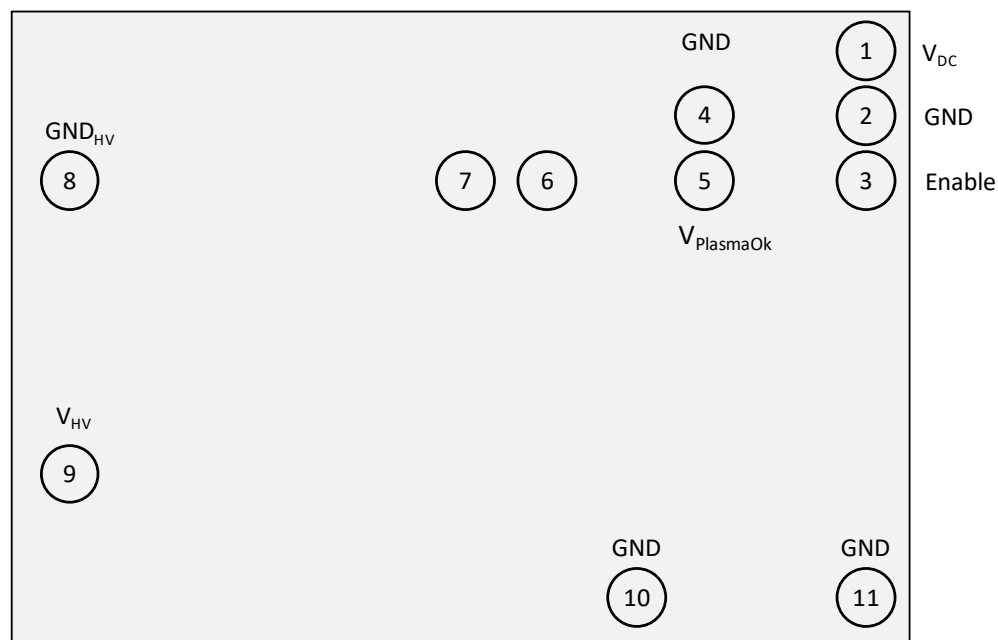 GND
1 V_DC
4 2 GND
GND_HV
8 7 6 5 3 Enable
V_PlasmaOk
V_HV
9
GND GND
10 11